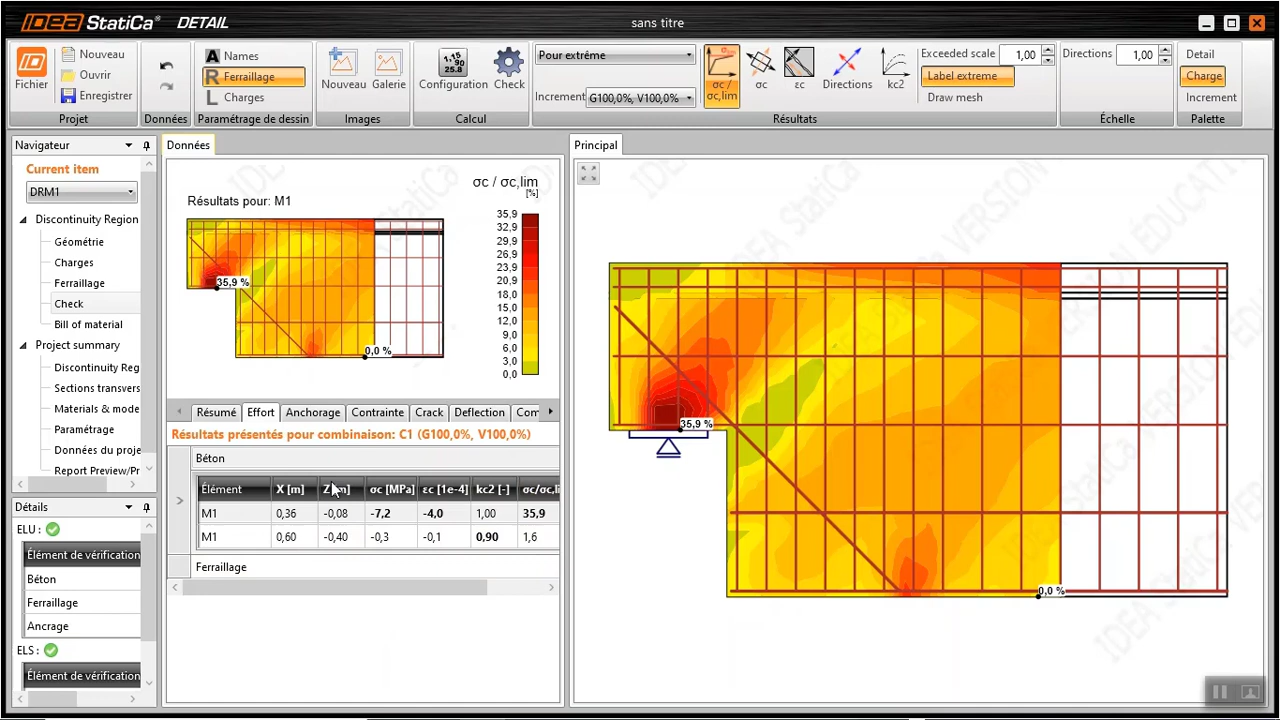 IDEA StatiCa® DETAIL
sans titre
Fichier
Nouveau
Ouvrir
Enregistrer
Projet
Données
A Names
R Ferraillage
L Charges
Paramétrage de dessin
Nouveau
Galerie
Images
1,15
90
25.8
Configuration
Check
Calcul
Pour extrême
Increment G100,0%, V100,0%
σc / σc,lim
σc
εc
Directions
kc2
Exceeded scale 1,00
Label extreme
Draw mesh
Résultats
Directions 1,00
Échelle
Detail
Charge
Increment
Palette
Navigateur
Current item
DRM1
Discontinuity Region
Géométrie
Charges
Ferraillage
Check
Bill of material
Project summary
Discontinuity Reg
Sections transvers
Materials & mode
Paramétrage
Données du proje
Report Preview/Pr
Détails
ELU :
Élément de vérification
Béton
Ferraillage
Ancrage
ELS :
Élément de vérification
Données
Résultats pour: M1
σc / σc,lim
[%]
35,9
32,9
29,9
26,9
23,9
20,9
18,0
15,0
12,0
9,0
6,0
3,0
0,0
35,9 %
0,0 %
Résumé Effort Anchorage Contrainte Crack Deflection Com
Résultats présentés pour combinaison: C1 (G100,0%, V100,0%)
Béton
Élément X [m] σc [MPa] εc [1e-4] kc2 [-] σc/σc,li
M1 0,36 -0,08 -7,2 -4,0 1,00 35,9
M1 0,60 -0,40 -0,3 -0,1 0,90 1,6
Ferraillage
Principal
35,9 %
0,0 %